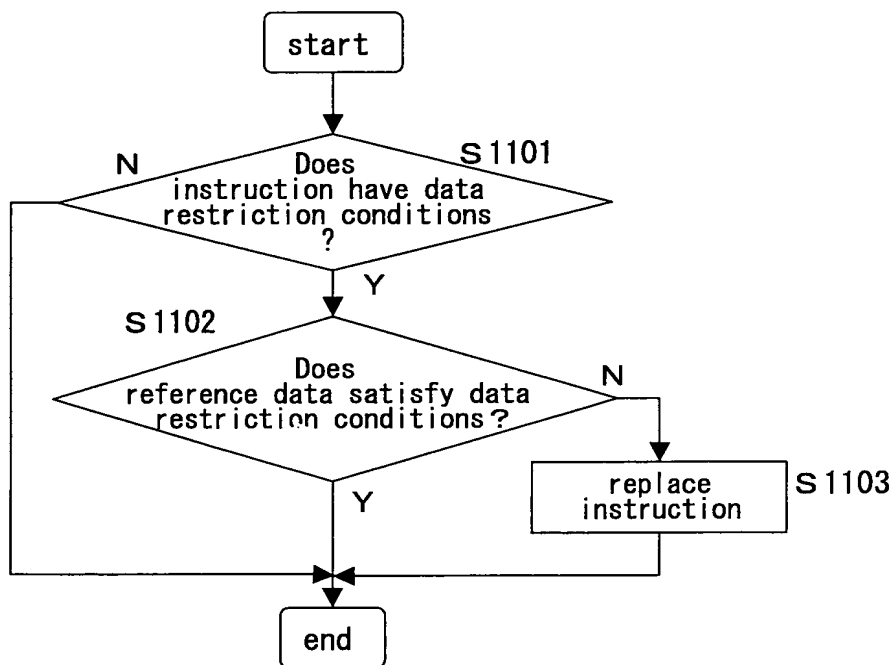 start
N
S1101
Does
instruction have data
restriction conditions
?
Y
S1102
Does
reference data satisfy data
restriction conditions?
N
replace
instruction
S1103
Y
end